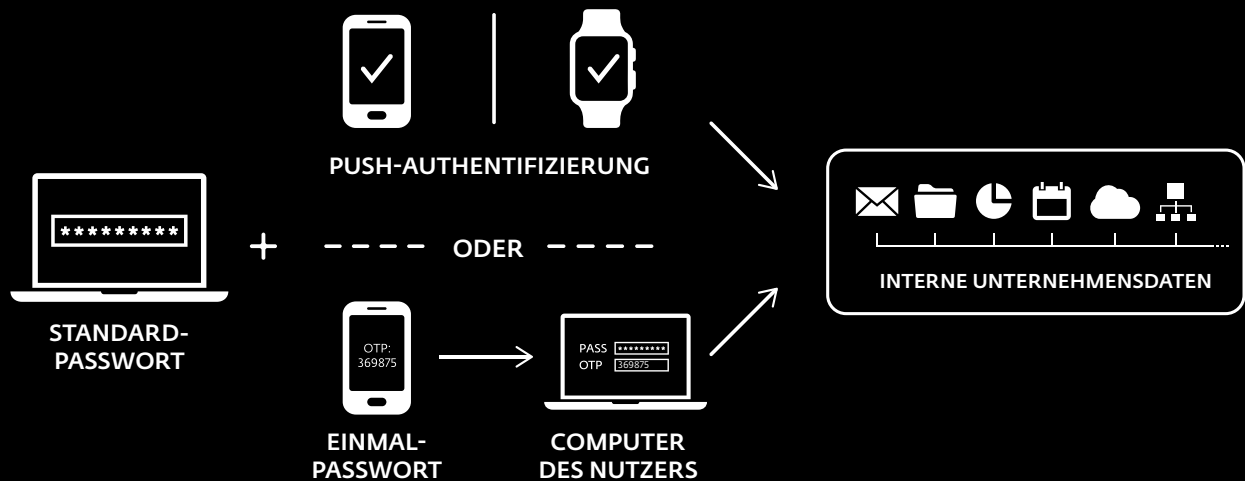 PUSH-AUTHENTIFIZIERUNG
*********
STANDARD-
PASSWORT
+
ODER
OTP:
369875
EINMAL-
PASSWORT
PASS *********
OTP 369875
COMPUTER
DES NUTZERS
INTERNE UNTERNEHMENSDATEN